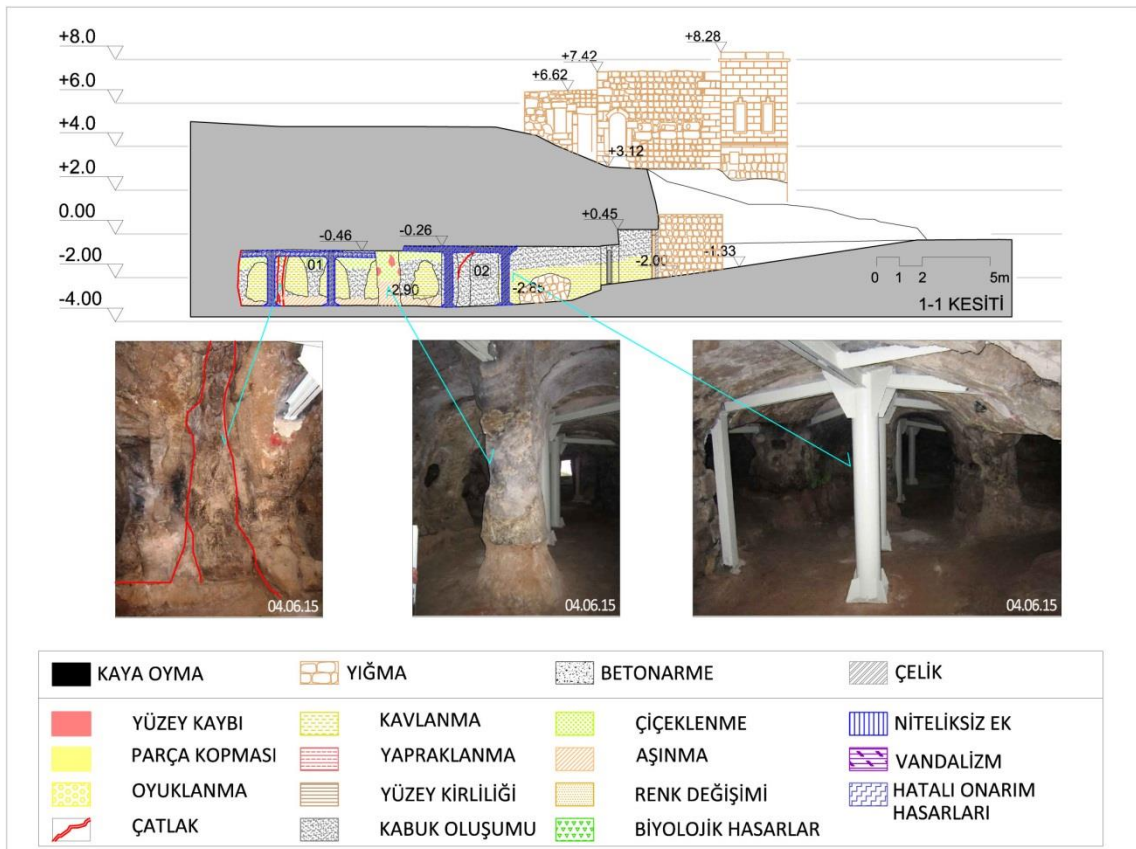 +8.0
+6.0
+4.0
+2.0
0.00
-2.00
-4.00
+8.28
+7.42
+6.62
+3.12
+0.45
-0.26
-0.46
01
02
-2.90
-2.85
-1.33
0 1 2 5m
1-1 KESİTİ
04.06.15
04.06.15
04.06.15
KAYA OYMA
YIĞMA
BETONARME
ÇELİK
YÜZEY KAYBI
KAVLANMA
ÇİÇEKLENME
NİTELİKSİZ EK
PARÇA KOPMASI
YAPRAKLANMA
AŞINMA
VANDALİZM
OYUKLANMA
YÜZEY KİRLİLİĞİ
RENK DEĞİŞİMİ
HATALI ONARIM
HASARLARI
ÇATLAK
KABUK OLUŞUMU
BİYOLOJİK HASARLAR